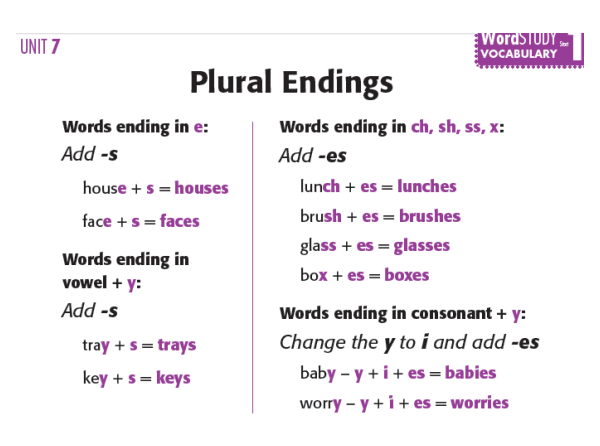 UNIT 7
WordSTUDY Start
VOCABULARY
Plural Endings
Words ending in e:
Add -s
house + s = houses
face + s = faces
Words ending in
vowel + y:
Add -s
tray + s = trays
key + s = keys
Words ending in ch, sh, ss, x:
Add -es
lunch + es = lunches
brush + es = brushes
glass + es = glasses
box + es = boxes
Words ending in consonant + y:
Change the y to i and add -es
baby – y + i + es = babies
worry – y + i + es = worries